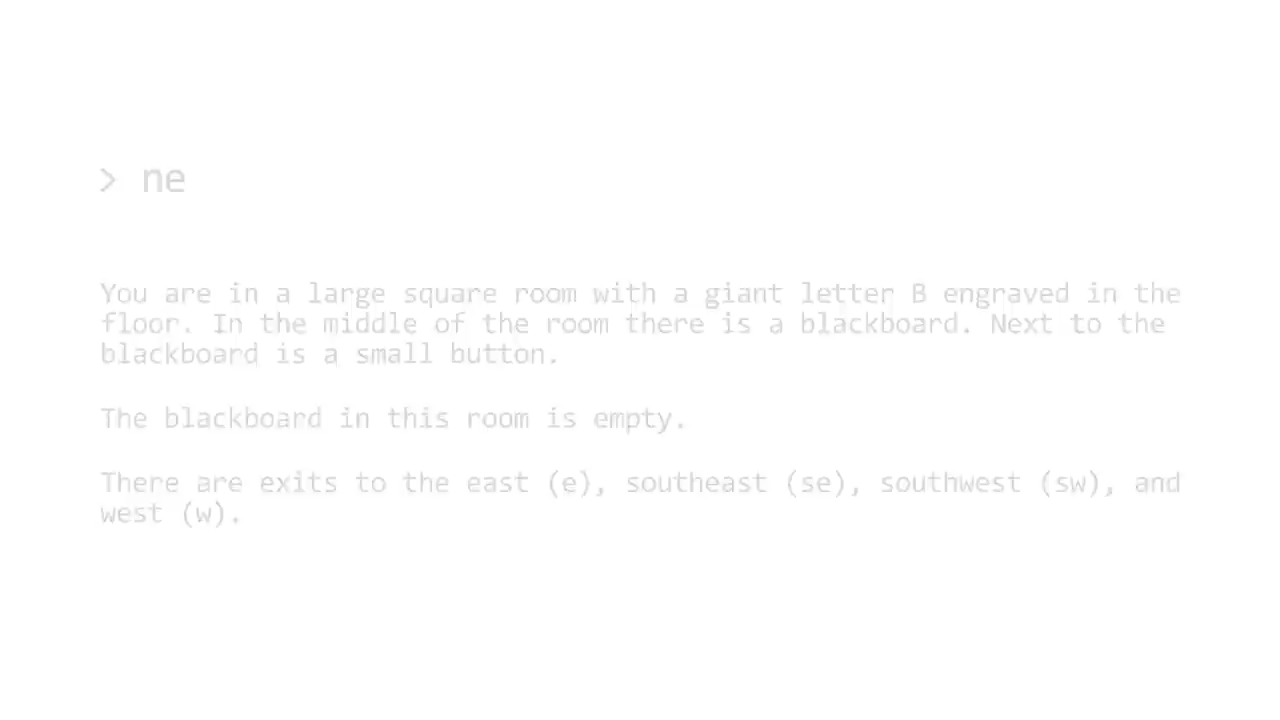 > ne
You are in a large square room with a giant letter B engraved in the
floor. In the middle of the room there is a blackboard. Next to the
blackboard is a small button.
The blackboard in this room is empty.
There are exits to the east (e), southeast (se), southwest (sw), and
west (w).